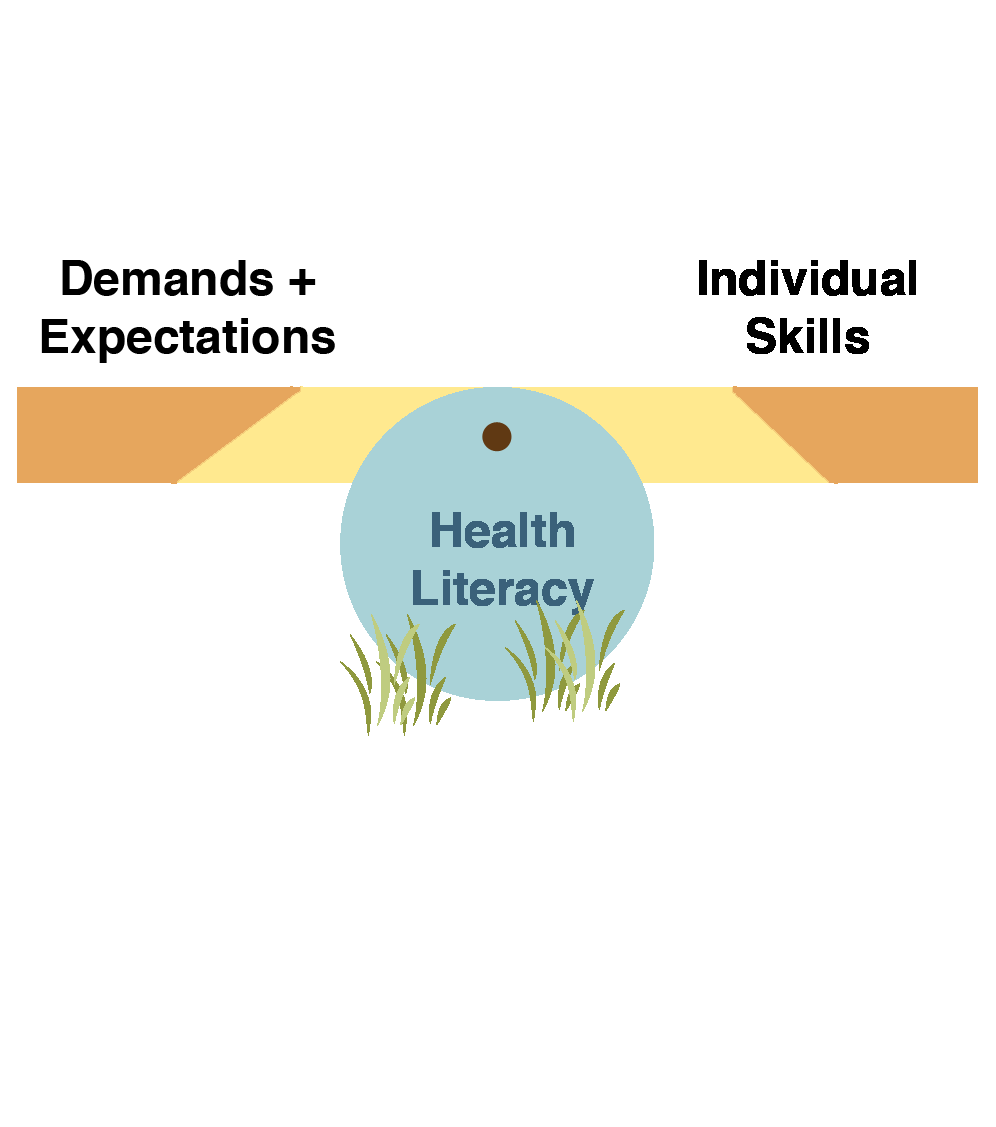 Demands +
Expectations
Individual
Skills
Health
Literacy